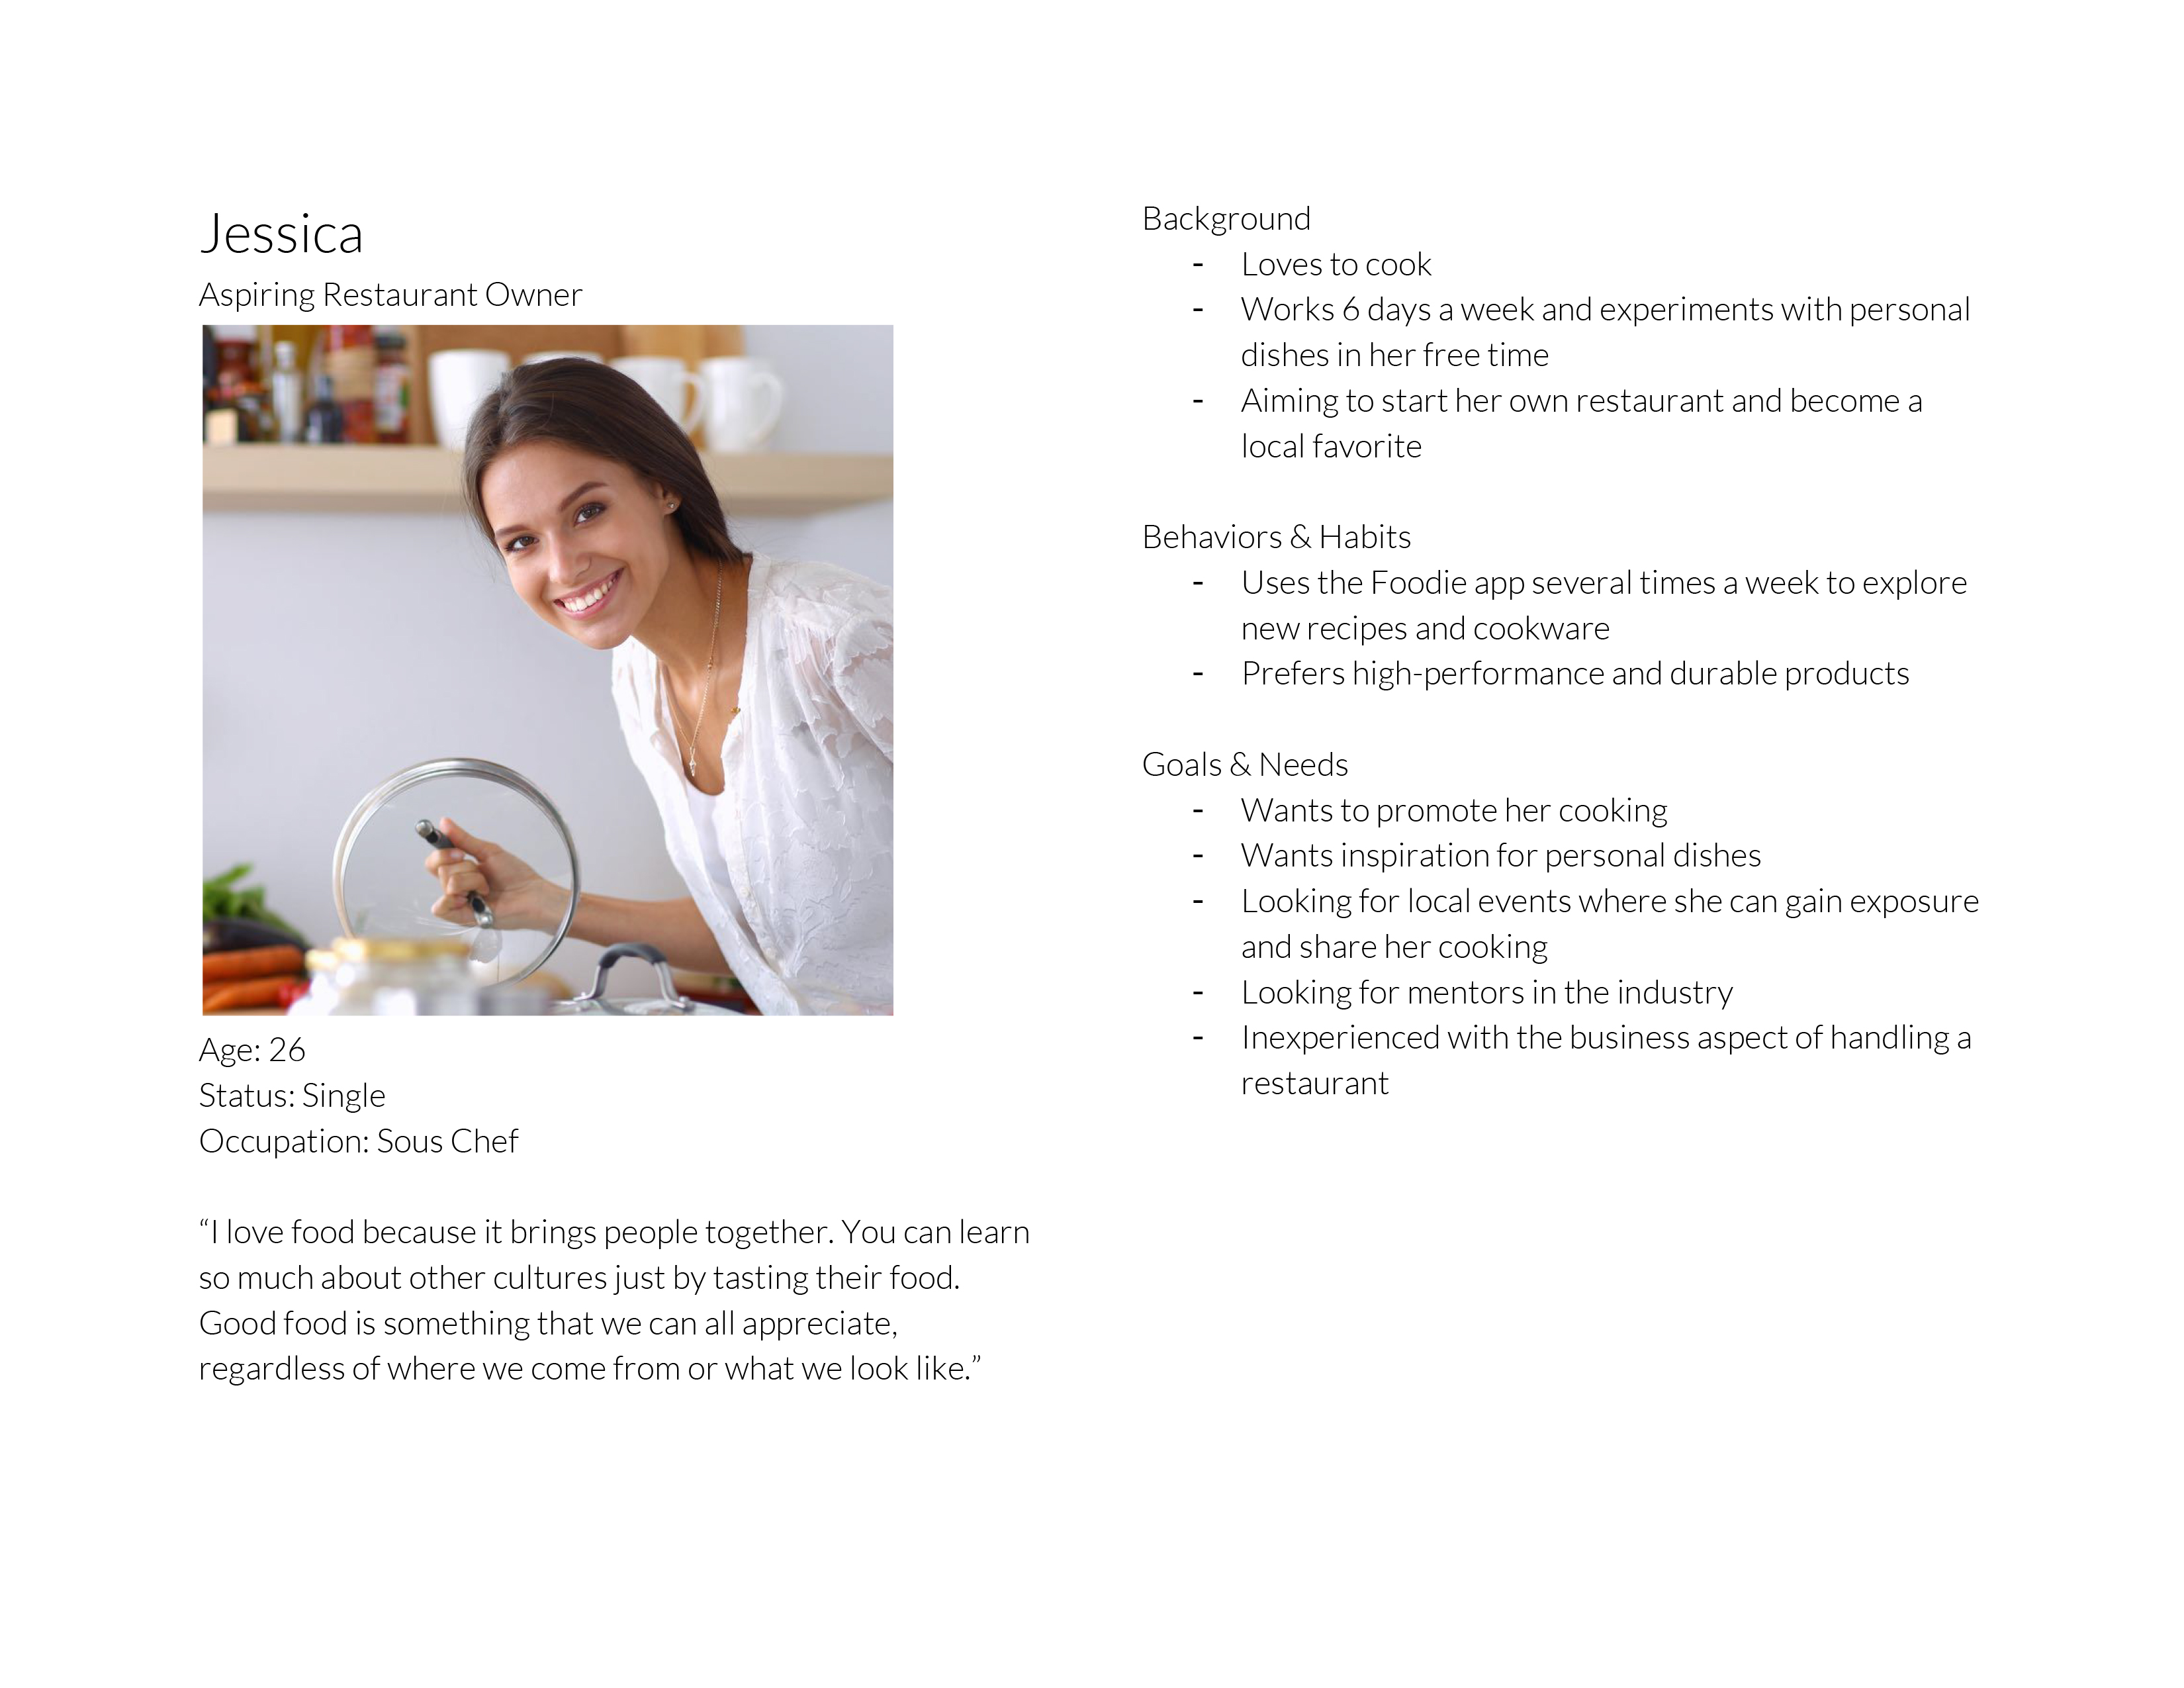 Jessica
Aspiring Restaurant Owner
Age: 26
Status: Single
Occupation: Sous Chef
“I love food because it brings people together. You can learn
so much about other cultures just by tasting their food.
Good food is something that we can all appreciate,
regardless of where we come from or what we look like.”
Background
- Loves to cook
- Works 6 days a week and experiments with personal
dishes in her free time
- Aiming to start her own restaurant and become a
local favorite
Behaviors & Habits
- Uses the Foodie app several times a week to explore
new recipes and cookware
- Prefers high-performance and durable products
Goals & Needs
- Wants to promote her cooking
- Wants inspiration for personal dishes
- Looking for local events where she can gain exposure
and share her cooking
- Looking for mentors in the industry
- Inexperienced with the business aspect of handling a
restaurant